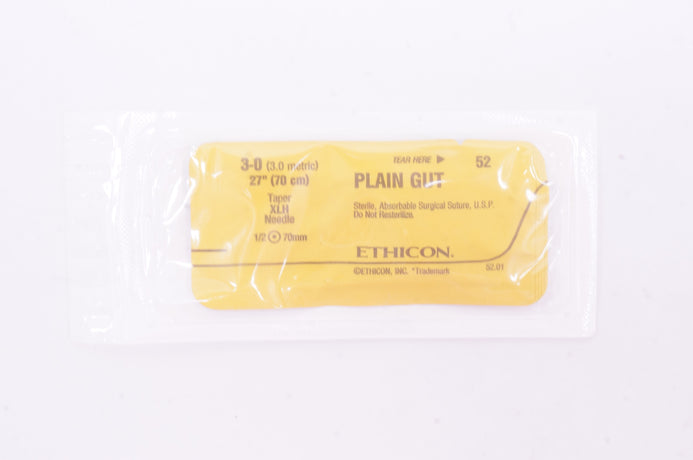 3-0 (3.0 metric)
27" (70 cm)
Taper
XLH
Needle
1/2 70mm
TEAR HERE ▶ 52
PLAIN GUT
Sterile, Absorbable Surgical Suture, U.S.P.
Do Not Resterilize.
ETHICON.
©ETHICON, INC. *Trademark 52.01